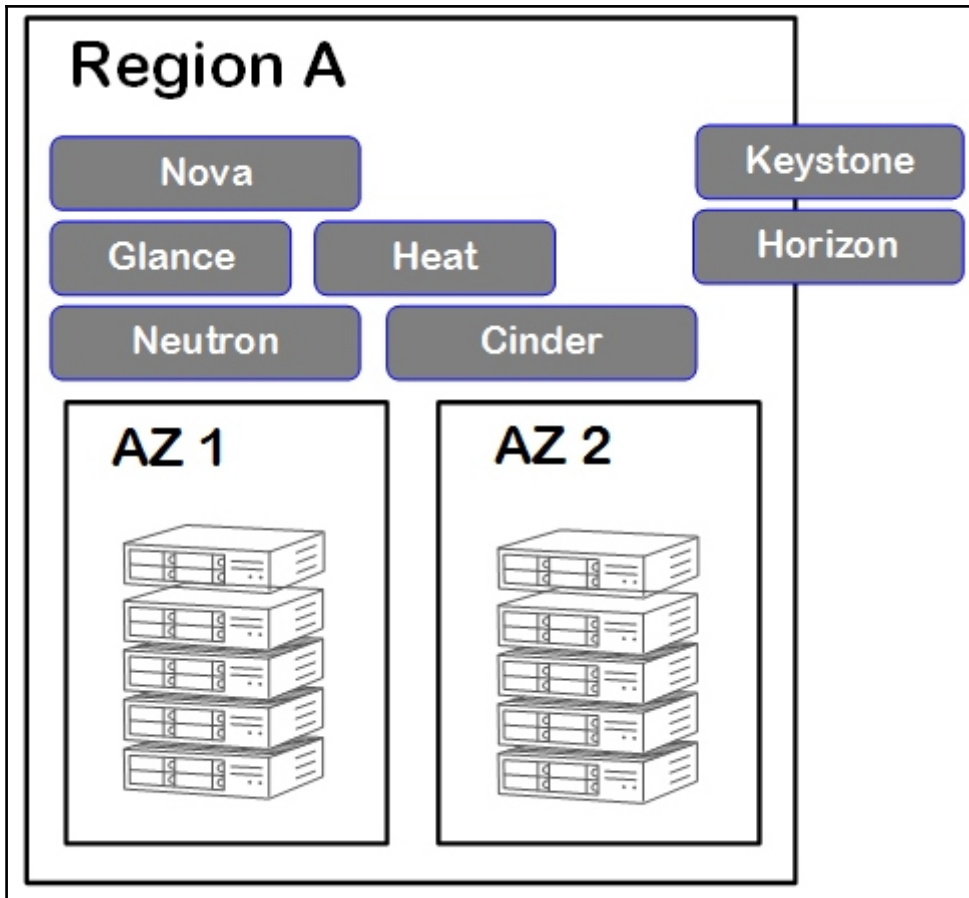 Region A
Nova
Keystone
Glance
Heat
Horizon
Neutron
Cinder
AZ 1
AZ 2